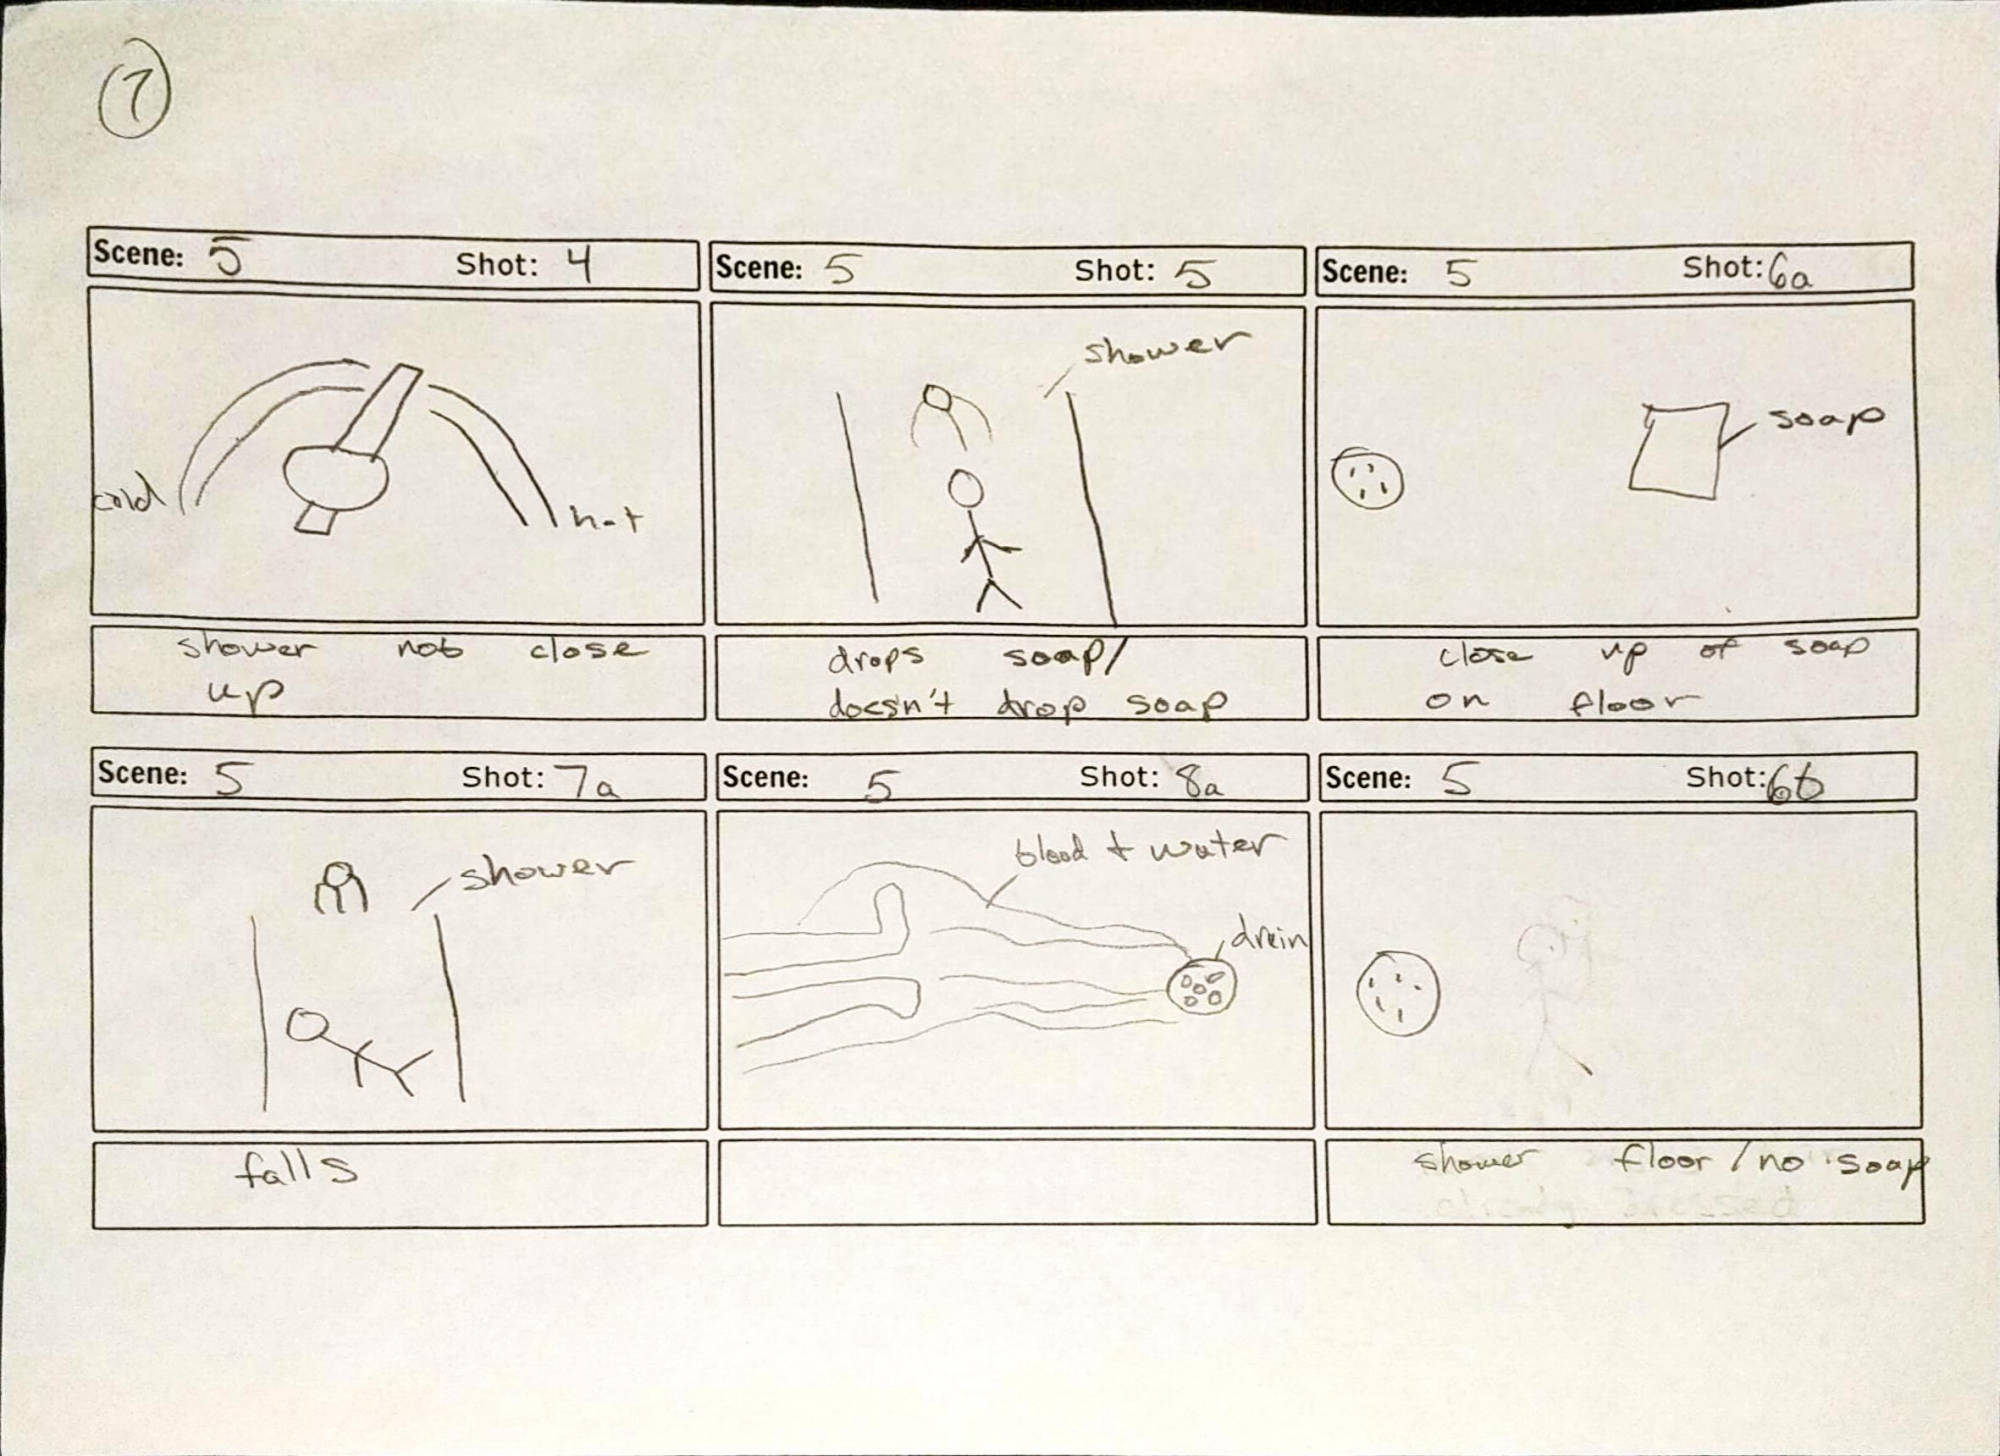 7
Scene: 5 Shot: 4
cold
hot
shower nob close
up
Scene: 5 Shot: 5
shower
drops soap/
doesn't drop soap
Scene: 5 Shot: 6a
soap
close up of soap
on floor
Scene: 5 Shot: 7a
shower
falls
Scene: 5 Shot: 8a
blood + water
drain
Scene: 5 Shot: 6b
shower floor / no soap